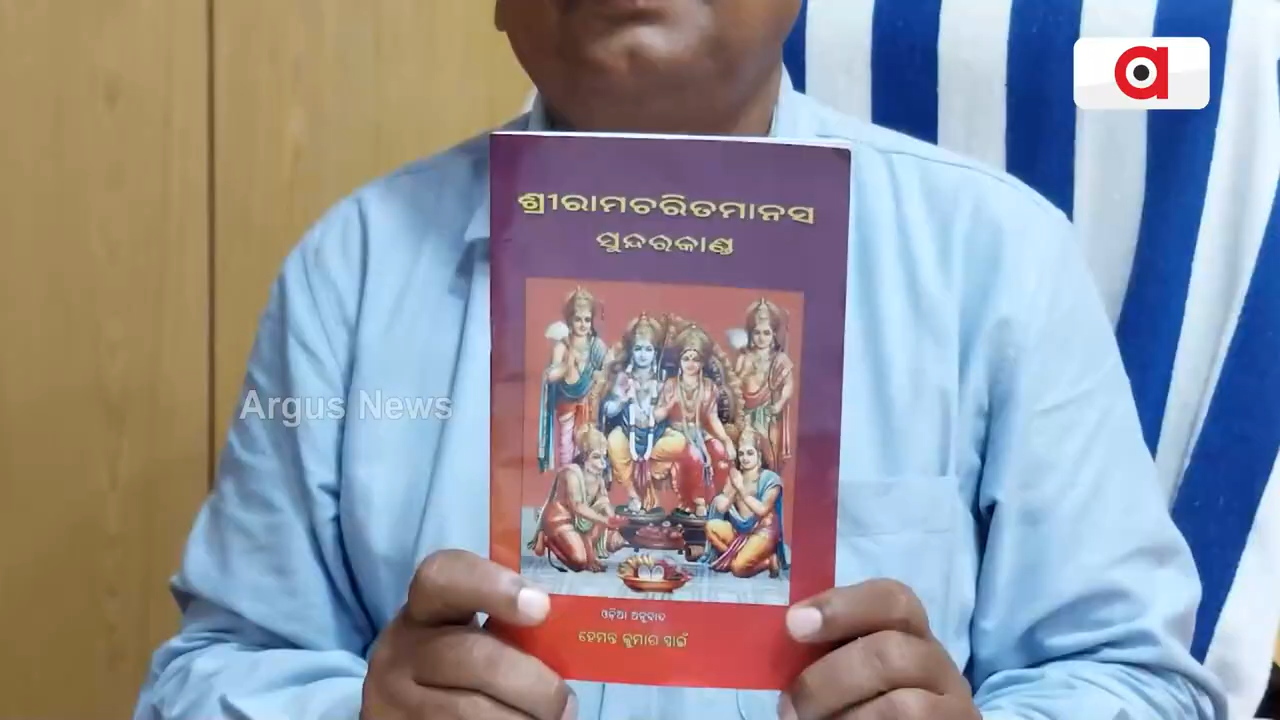 ଶ୍ରୀରାମଚରିତମାନସ
ସୁନ୍ଦରକାଣ୍ଡ
Argus News
ଓଡ଼ିଆ ଅନୁବାଦ
ହେମନ୍ତ କୁମାର ସାଇଁ